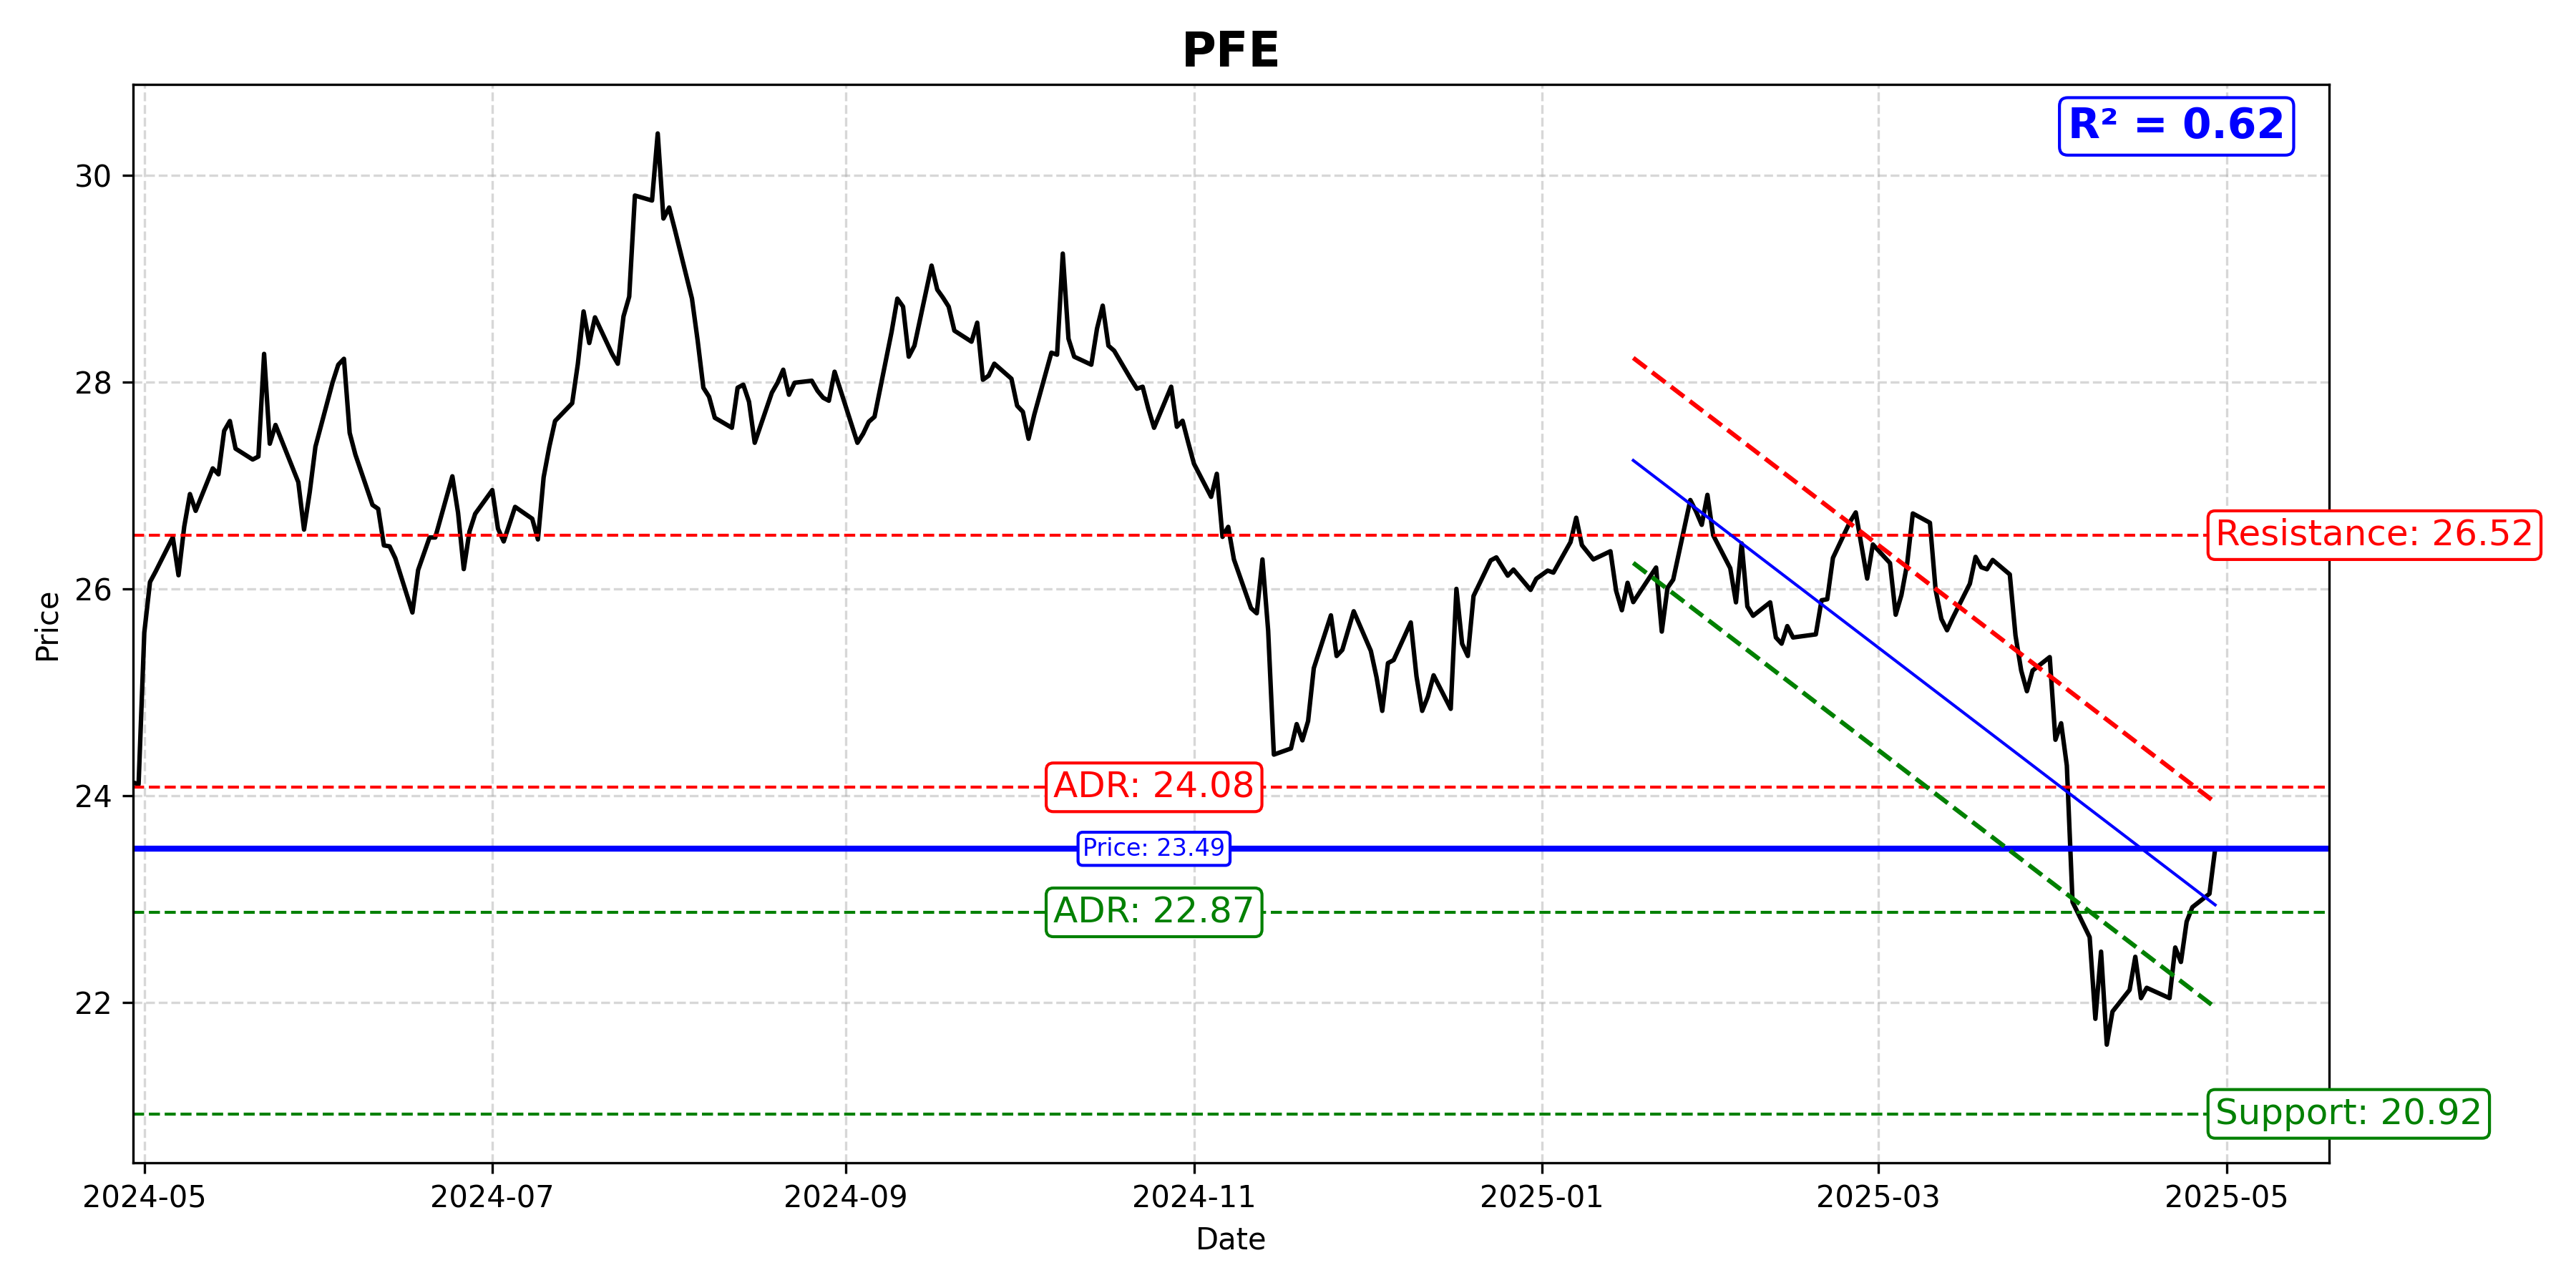 PFE
R² = 0.62
30
28
Resistance: 26.52
26
Price
ADR: 24.08
24
Price: 23.49
ADR: 22.87
22
Support: 20.92
2024-05
2024-07
2024-09
2024-11
2025-01
2025-03
2025-05
Date